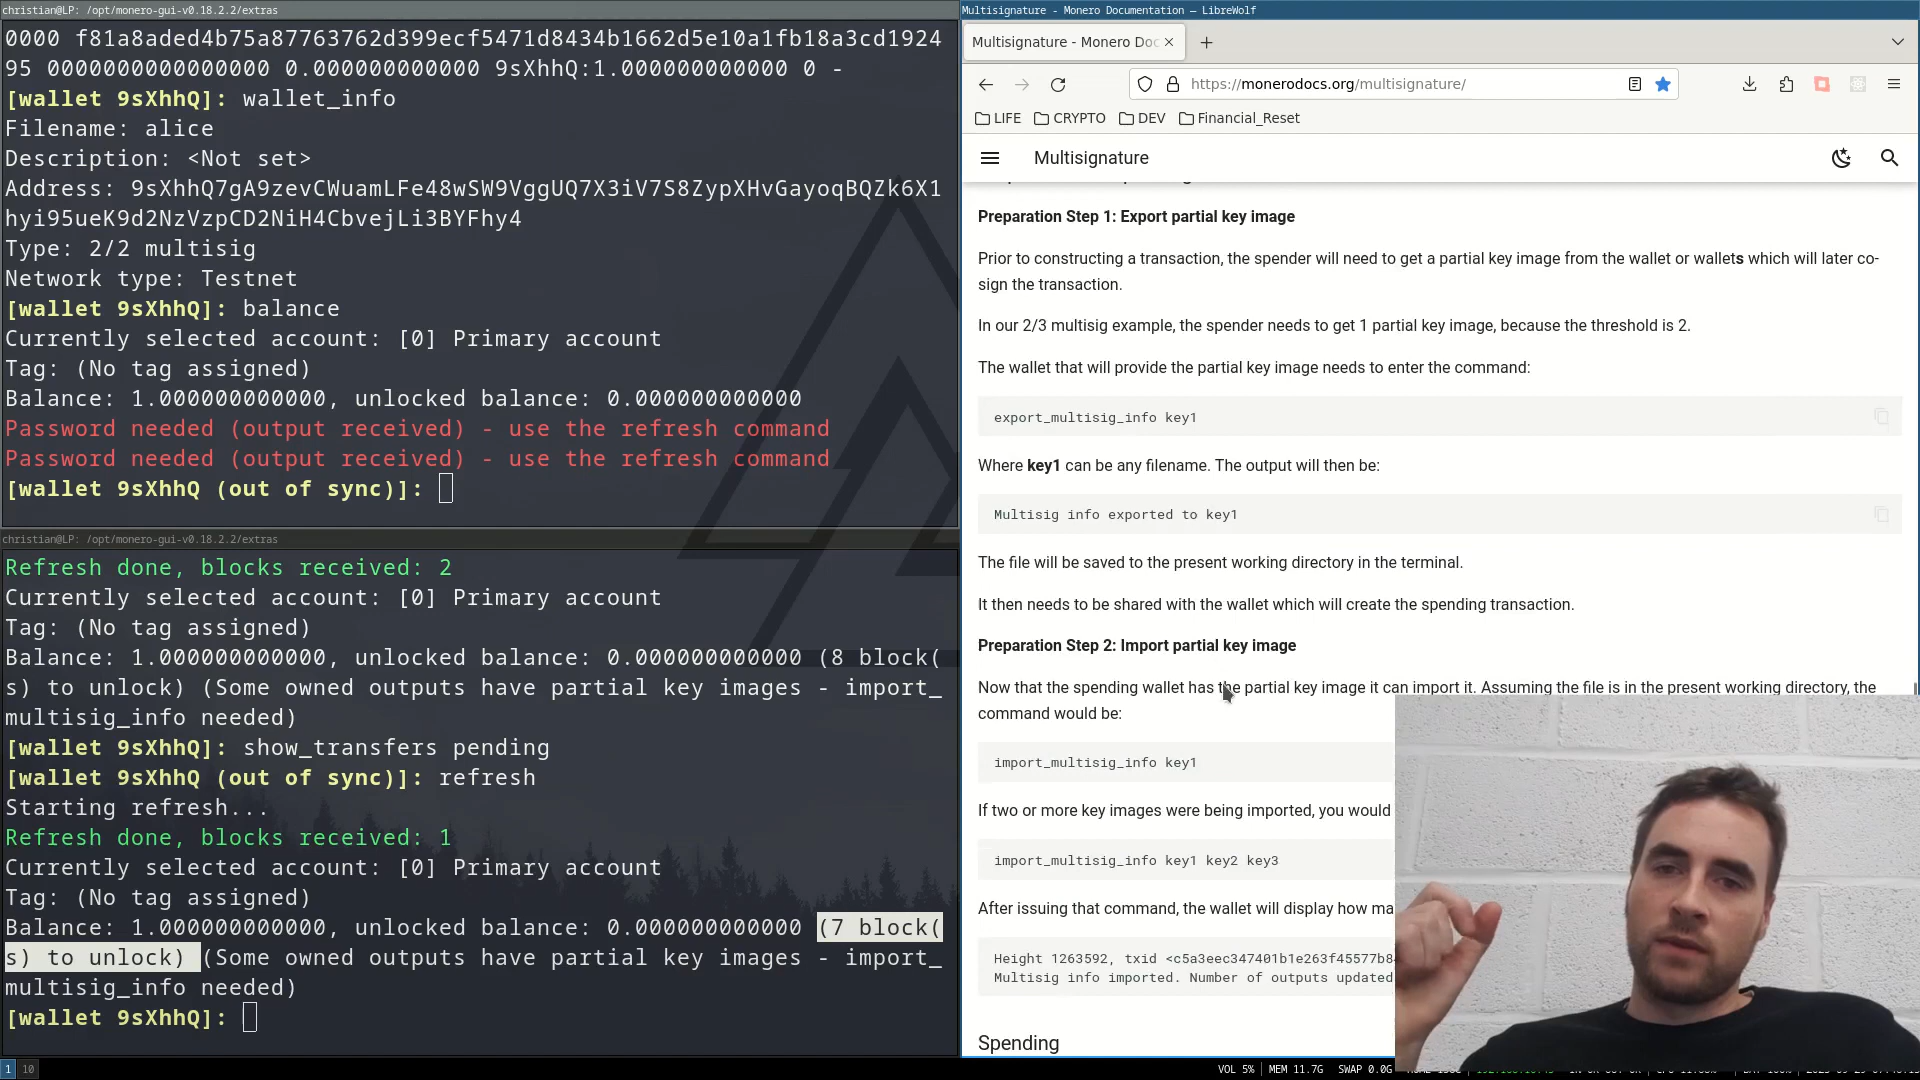 christian@LP: /opt/monero-gui-v0.18.2.2/extras
0000 f81a8aded4b75a87763762d399ecf5471d8434b1662d5e10a1fb18a3cd1924
95 0000000000000000 0.000000000000 9sXhhQ:1.000000000000 0 -
[wallet 9sXhhQ]: wallet_info
Filename: alice
Description: <Not set>
Address: 9sXhhQ7gA9zevCWuamLFe48wSW9VggUQ7X3iV7S8ZypXHvGayoqBQZk6X1
hyi95ueK9d2NzVzpCD2NiH4CbvejLi3BYFhy4
Type: 2/2 multisig
Network type: Testnet
[wallet 9sXhhQ]: balance
Currently selected account: [0] Primary account
Tag: (No tag assigned)
Balance: 1.000000000000, unlocked balance: 0.000000000000
Password needed (output received) - use the refresh command
Password needed (output received) - use the refresh command
[wallet 9sXhhQ (out of sync)]:
christian@LP: /opt/monero-gui-v0.18.2.2/extras
Refresh done, blocks received: 2
Currently selected account: [0] Primary account
Tag: (No tag assigned)
Balance: 1.000000000000, unlocked balance: 0.000000000000 (8 block(
s) to unlock) (Some owned outputs have partial key images - import_
multisig_info needed)
[wallet 9sXhhQ]: show_transfers pending
[wallet 9sXhhQ (out of sync)]: refresh
Starting refresh...
Refresh done, blocks received: 1
Currently selected account: [0] Primary account
Tag: (No tag assigned)
Balance: 1.000000000000, unlocked balance: 0.000000000000 (7 block(
s) to unlock) (Some owned outputs have partial key images - import_
multisig_info needed)
[wallet 9sXhhQ]:
Multisignature - Monero Documentation — LibreWolf
Multisignature - Monero Doc
https://monerodocs.org/multisignature/
LIFE CRYPTO DEV Financial_Reset
Multisignature
Preparation Step 1: Export partial key image
Prior to constructing a transaction, the spender will need to get a partial key image from the wallet or wallets which will later co-
sign the transaction.
In our 2/3 multisig example, the spender needs to get 1 partial key image, because the threshold is 2.
The wallet that will provide the partial key image needs to enter the command:
export_multisig_info key1
Where key1 can be any filename. The output will then be:
Multisig info exported to key1
The file will be saved to the present working directory in the terminal.
It then needs to be shared with the wallet which will create the spending transaction.
Preparation Step 2: Import partial key image
Now that the spending wallet has the partial key image it can import it. Assuming the file is in the present working directory, the
command would be:
import_multisig_info key1
If two or more key images were being imported, you would
import_multisig_info key1 key2 key3
After issuing that command, the wallet will display how ma
Height 1263592, txid <c5a3eec347401b1e263f45577b8
Multisig info imported. Number of outputs updated
Spending
1 10
VOL 5% | MEM 11.7G | SWAP 0.0G